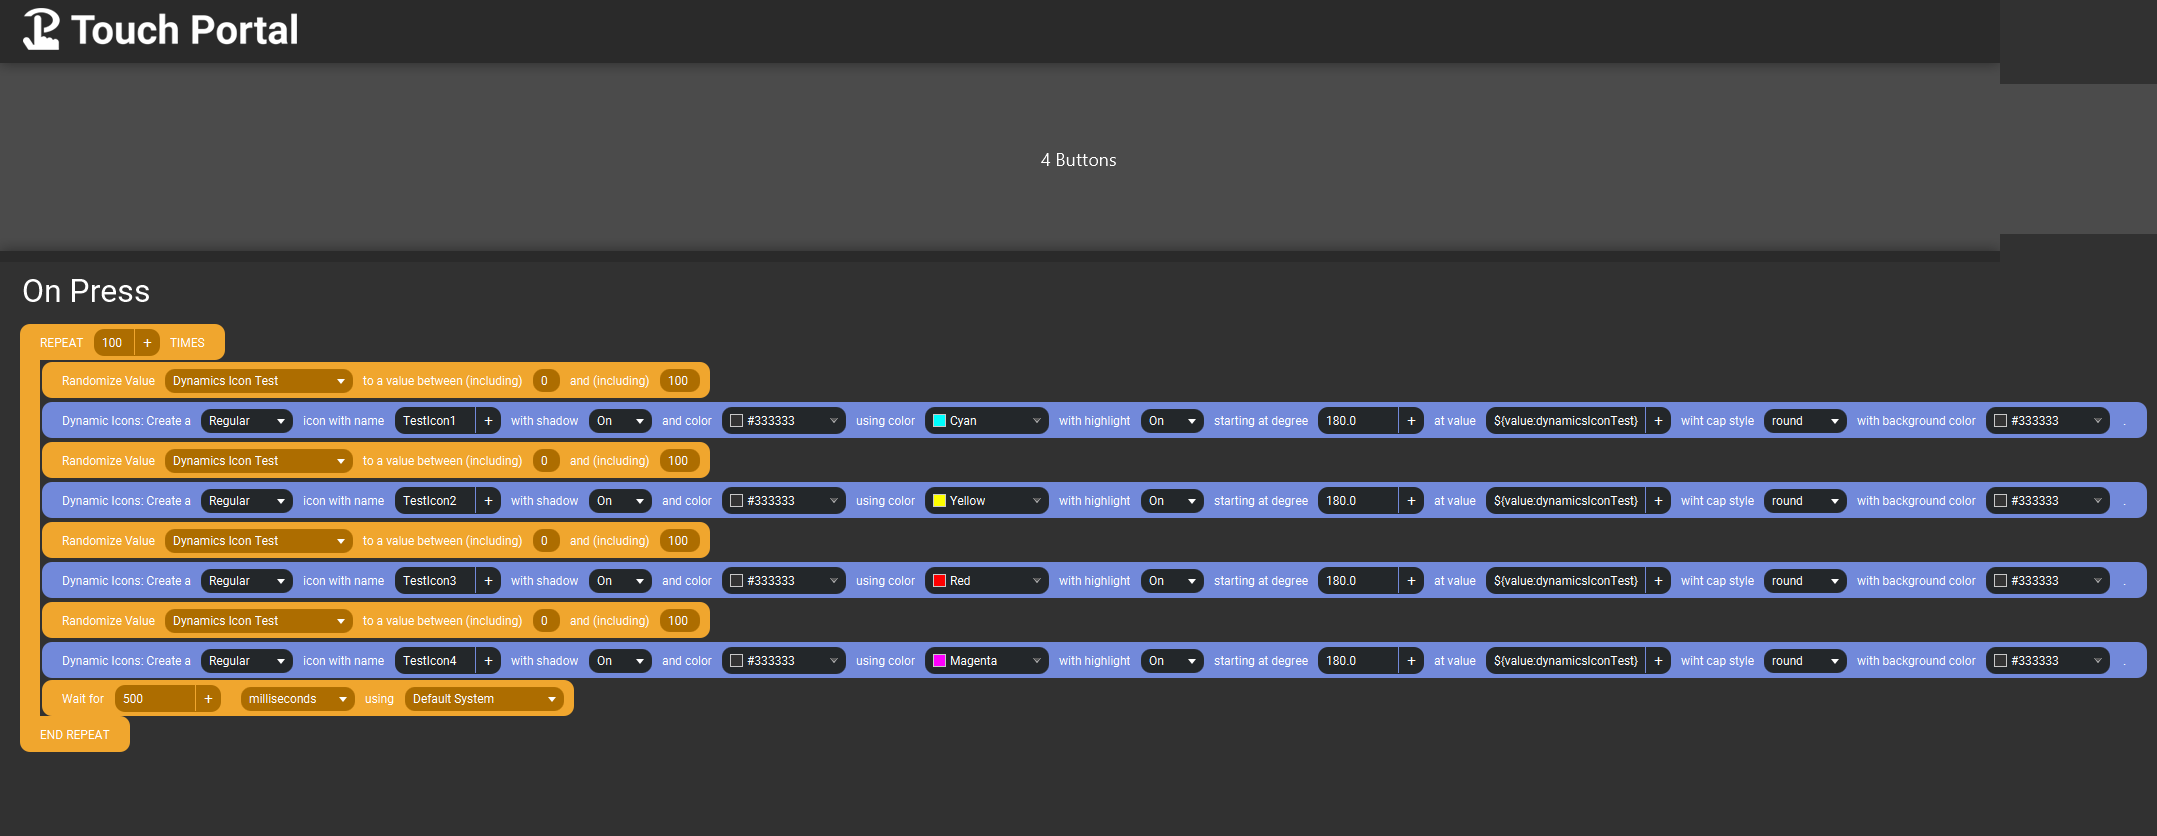 Touch Portal
4 Buttons
On Press
REPEAT 100 + TIMES
Randomize Value Dynamics Icon Test to a value between (including) 0 and (including) 100
Dynamic Icons: Create a Regular icon with name TestIcon1 + with shadow On and color #333333 using color Cyan with highlight On starting at degree 180.0 + at value ${value:dynamicsIconTest} + wiht cap style round with background color #333333 .
Randomize Value Dynamics Icon Test to a value between (including) 0 and (including) 100
Dynamic Icons: Create a Regular icon with name TestIcon2 + with shadow On and color #333333 using color Yellow with highlight On starting at degree 180.0 + at value ${value:dynamicsIconTest} + wiht cap style round with background color #333333 .
Randomize Value Dynamics Icon Test to a value between (including) 0 and (including) 100
Dynamic Icons: Create a Regular icon with name TestIcon3 + with shadow On and color #333333 using color Red with highlight On starting at degree 180.0 + at value ${value:dynamicsIconTest} + wiht cap style round with background color #333333 .
Randomize Value Dynamics Icon Test to a value between (including) 0 and (including) 100
Dynamic Icons: Create a Regular icon with name TestIcon4 + with shadow On and color #333333 using color Magenta with highlight On starting at degree 180.0 + at value ${value:dynamicsIconTest} + wiht cap style round with background color #333333 .
Wait for 500 + milliseconds using Default System
END REPEAT